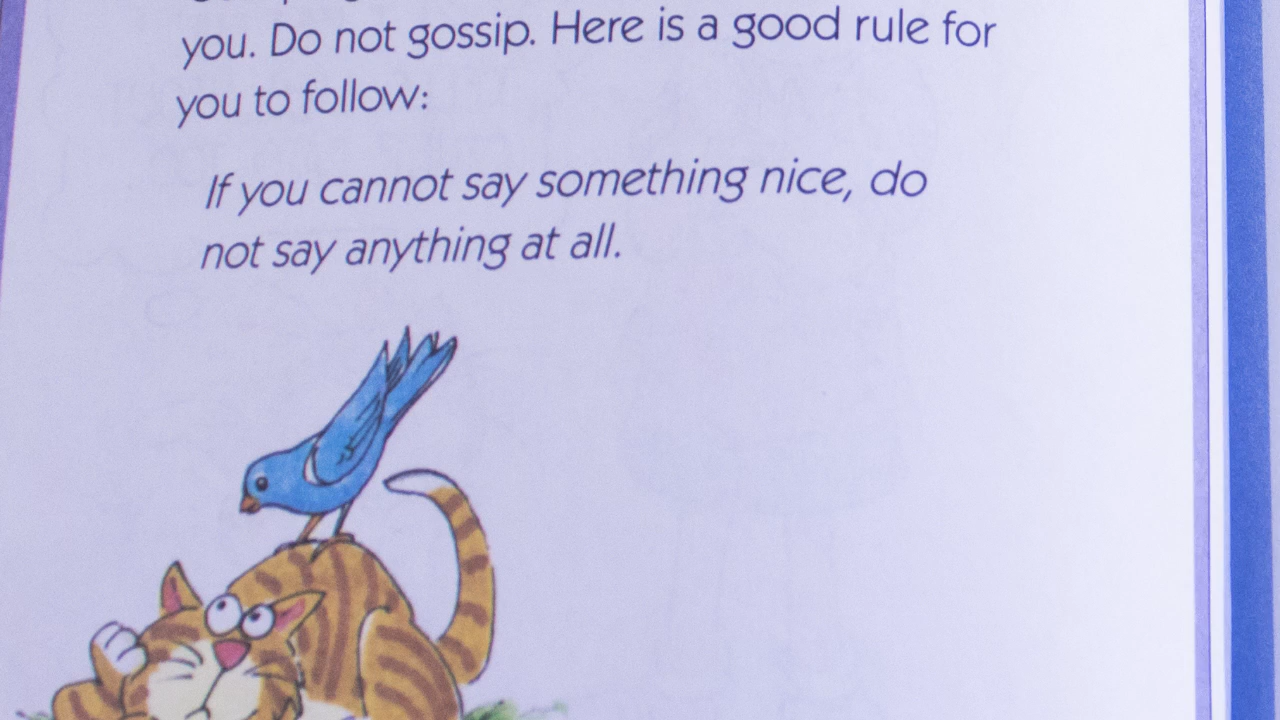 you. Do not gossip. Here is a good rule for
you to follow:
If you cannot say something nice, do
not say anything at all.